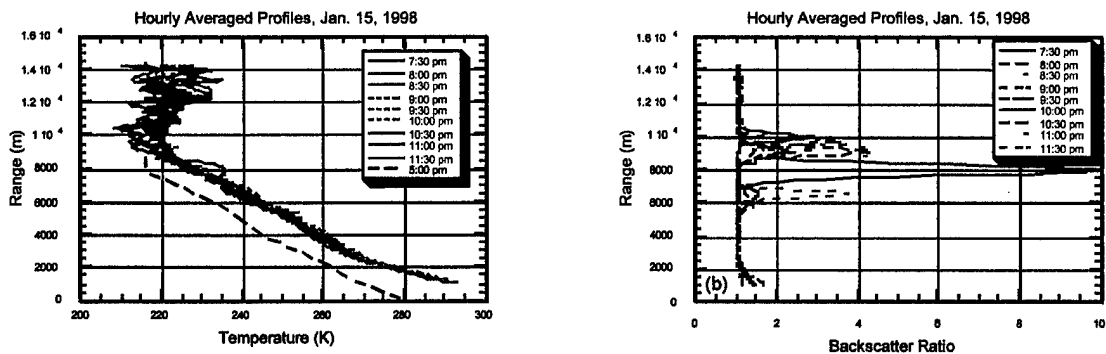 Hourly Averaged Profiles, Jan. 15, 1998
1.6 10 4
1.4 10 4
1.2 10 4
1 10 4
8000
6000
4000
2000
0
Range (m)
200
220
240
260
280
300
Temperature (K)
7:30 pm
8:00 pm
8:30 pm
9:00 pm
9:30 pm
10:00 pm
10:30 pm
11:00 pm
11:30 pm
5:00 pm
Hourly Averaged Profiles, Jan. 15, 1998
1.6 10 4
1.4 10 4
1.2 10 4
1 10 4
8000
6000
4000
2000
0
Range (m)
0
2
4
6
8
10
Backscatter Ratio
(b)
7:30 pm
8:00 pm
8:30 pm
9:00 pm
9:30 pm
10:00 pm
10:30 pm
11:00 pm
11:30 pm